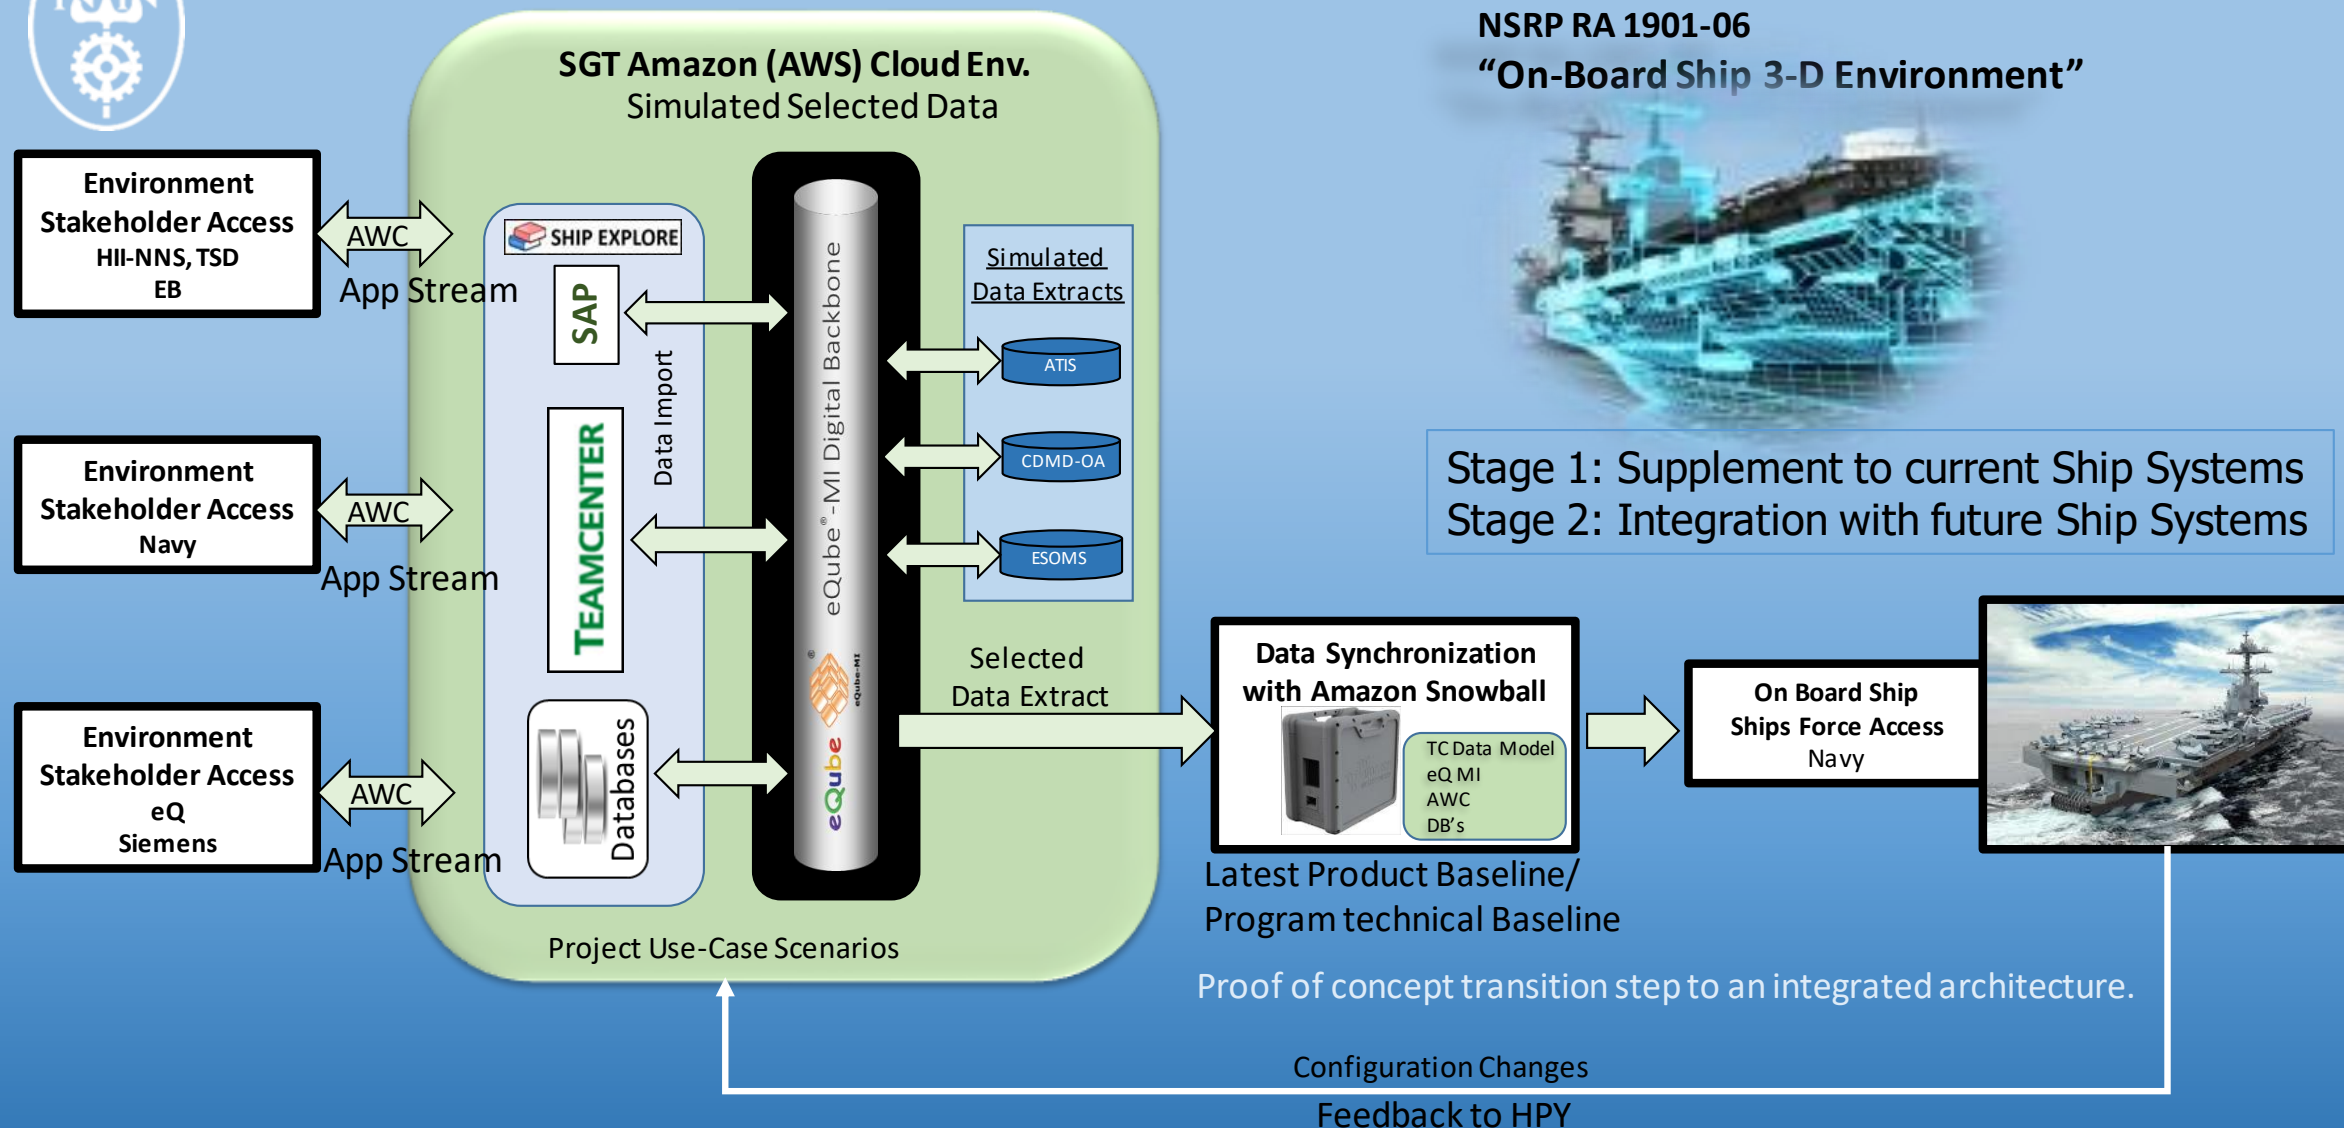 NSRP RA 1901-06
“On-Board Ship 3-D Environment”
SGT Amazon (AWS) Cloud Env.
Simulated Selected Data
Environment
Stakeholder Access
HII-NNS, TSD
EB
AWC
App Stream
Environment
Stakeholder Access
Navy
AWC
App Stream
Environment
Stakeholder Access
eQ
Siemens
AWC
App Stream
SHIP EXPLORE
SAP
Data Import
TEAMCENTER
Databases
eQube®-MI Digital Backbone
eQube-MI
eQube®
Simulated
Data Extracts
ATIS
CDMD-OA
ESOMS
Selected
Data Extract
Project Use-Case Scenarios
Stage 1: Supplement to current Ship Systems
Stage 2: Integration with future Ship Systems
Data Synchronization
with Amazon Snowball
TC Data Model
eQ MI
AWC
DB’s
Latest Product Baseline/
Program technical Baseline
On Board Ship
Ships Force Access
Navy
Proof of concept transition step to an integrated architecture.
Configuration Changes
Feedback to HPY